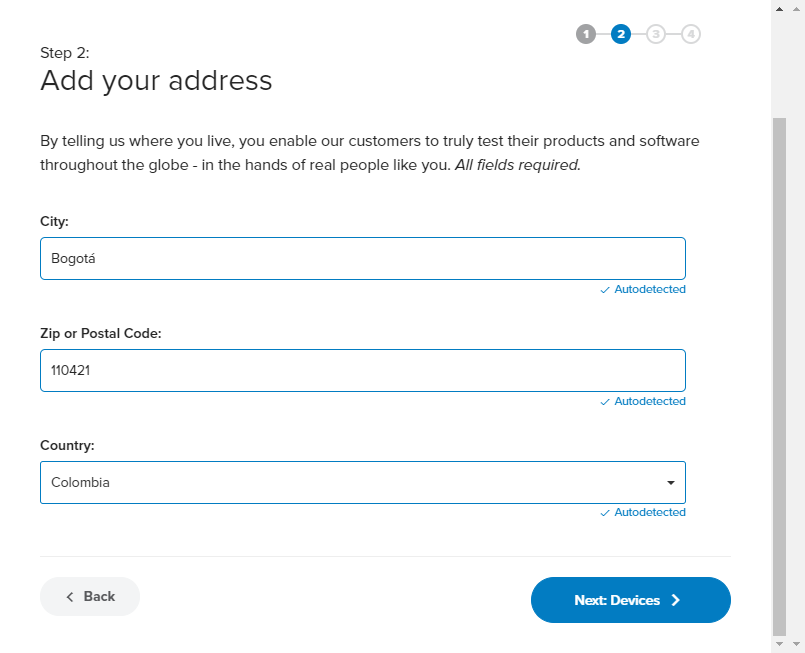 1 2 3 4
Step 2:
Add your address
By telling us where you live, you enable our customers to truly test their products and software
throughout the globe - in the hands of real people like you. All fields required.
City:
Bogotá
Autodetected
Zip or Postal Code:
110421
Autodetected
Country:
Colombia
Autodetected
Back
Next: Devices